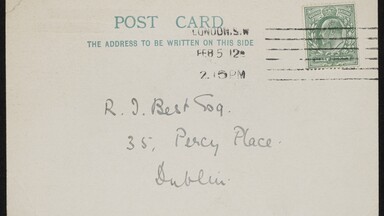 POST CARD
THE ADDRESS TO BE WRITTEN ON THIS SIDE
LONDON.S.W
FEB 5 12
2.15PM
R. I. Best Esq.
35, Percy Place.
Dublin.